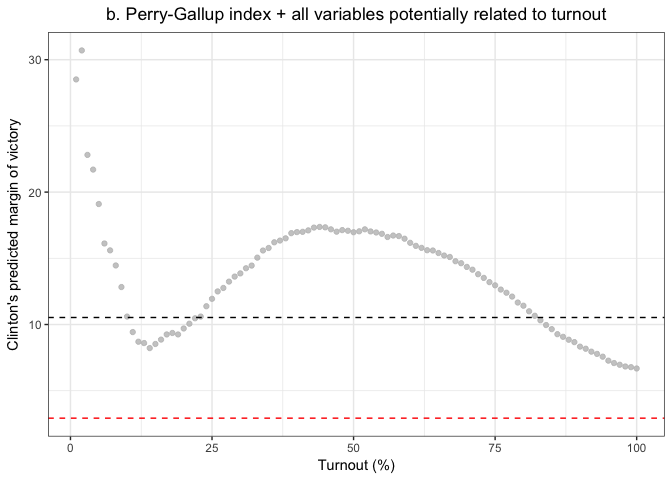 b. Perry-Gallup index + all variables potentially related to turnout
Clinton's predicted margin of victory
30
20
10
0
25
50
75
100
Turnout (%)